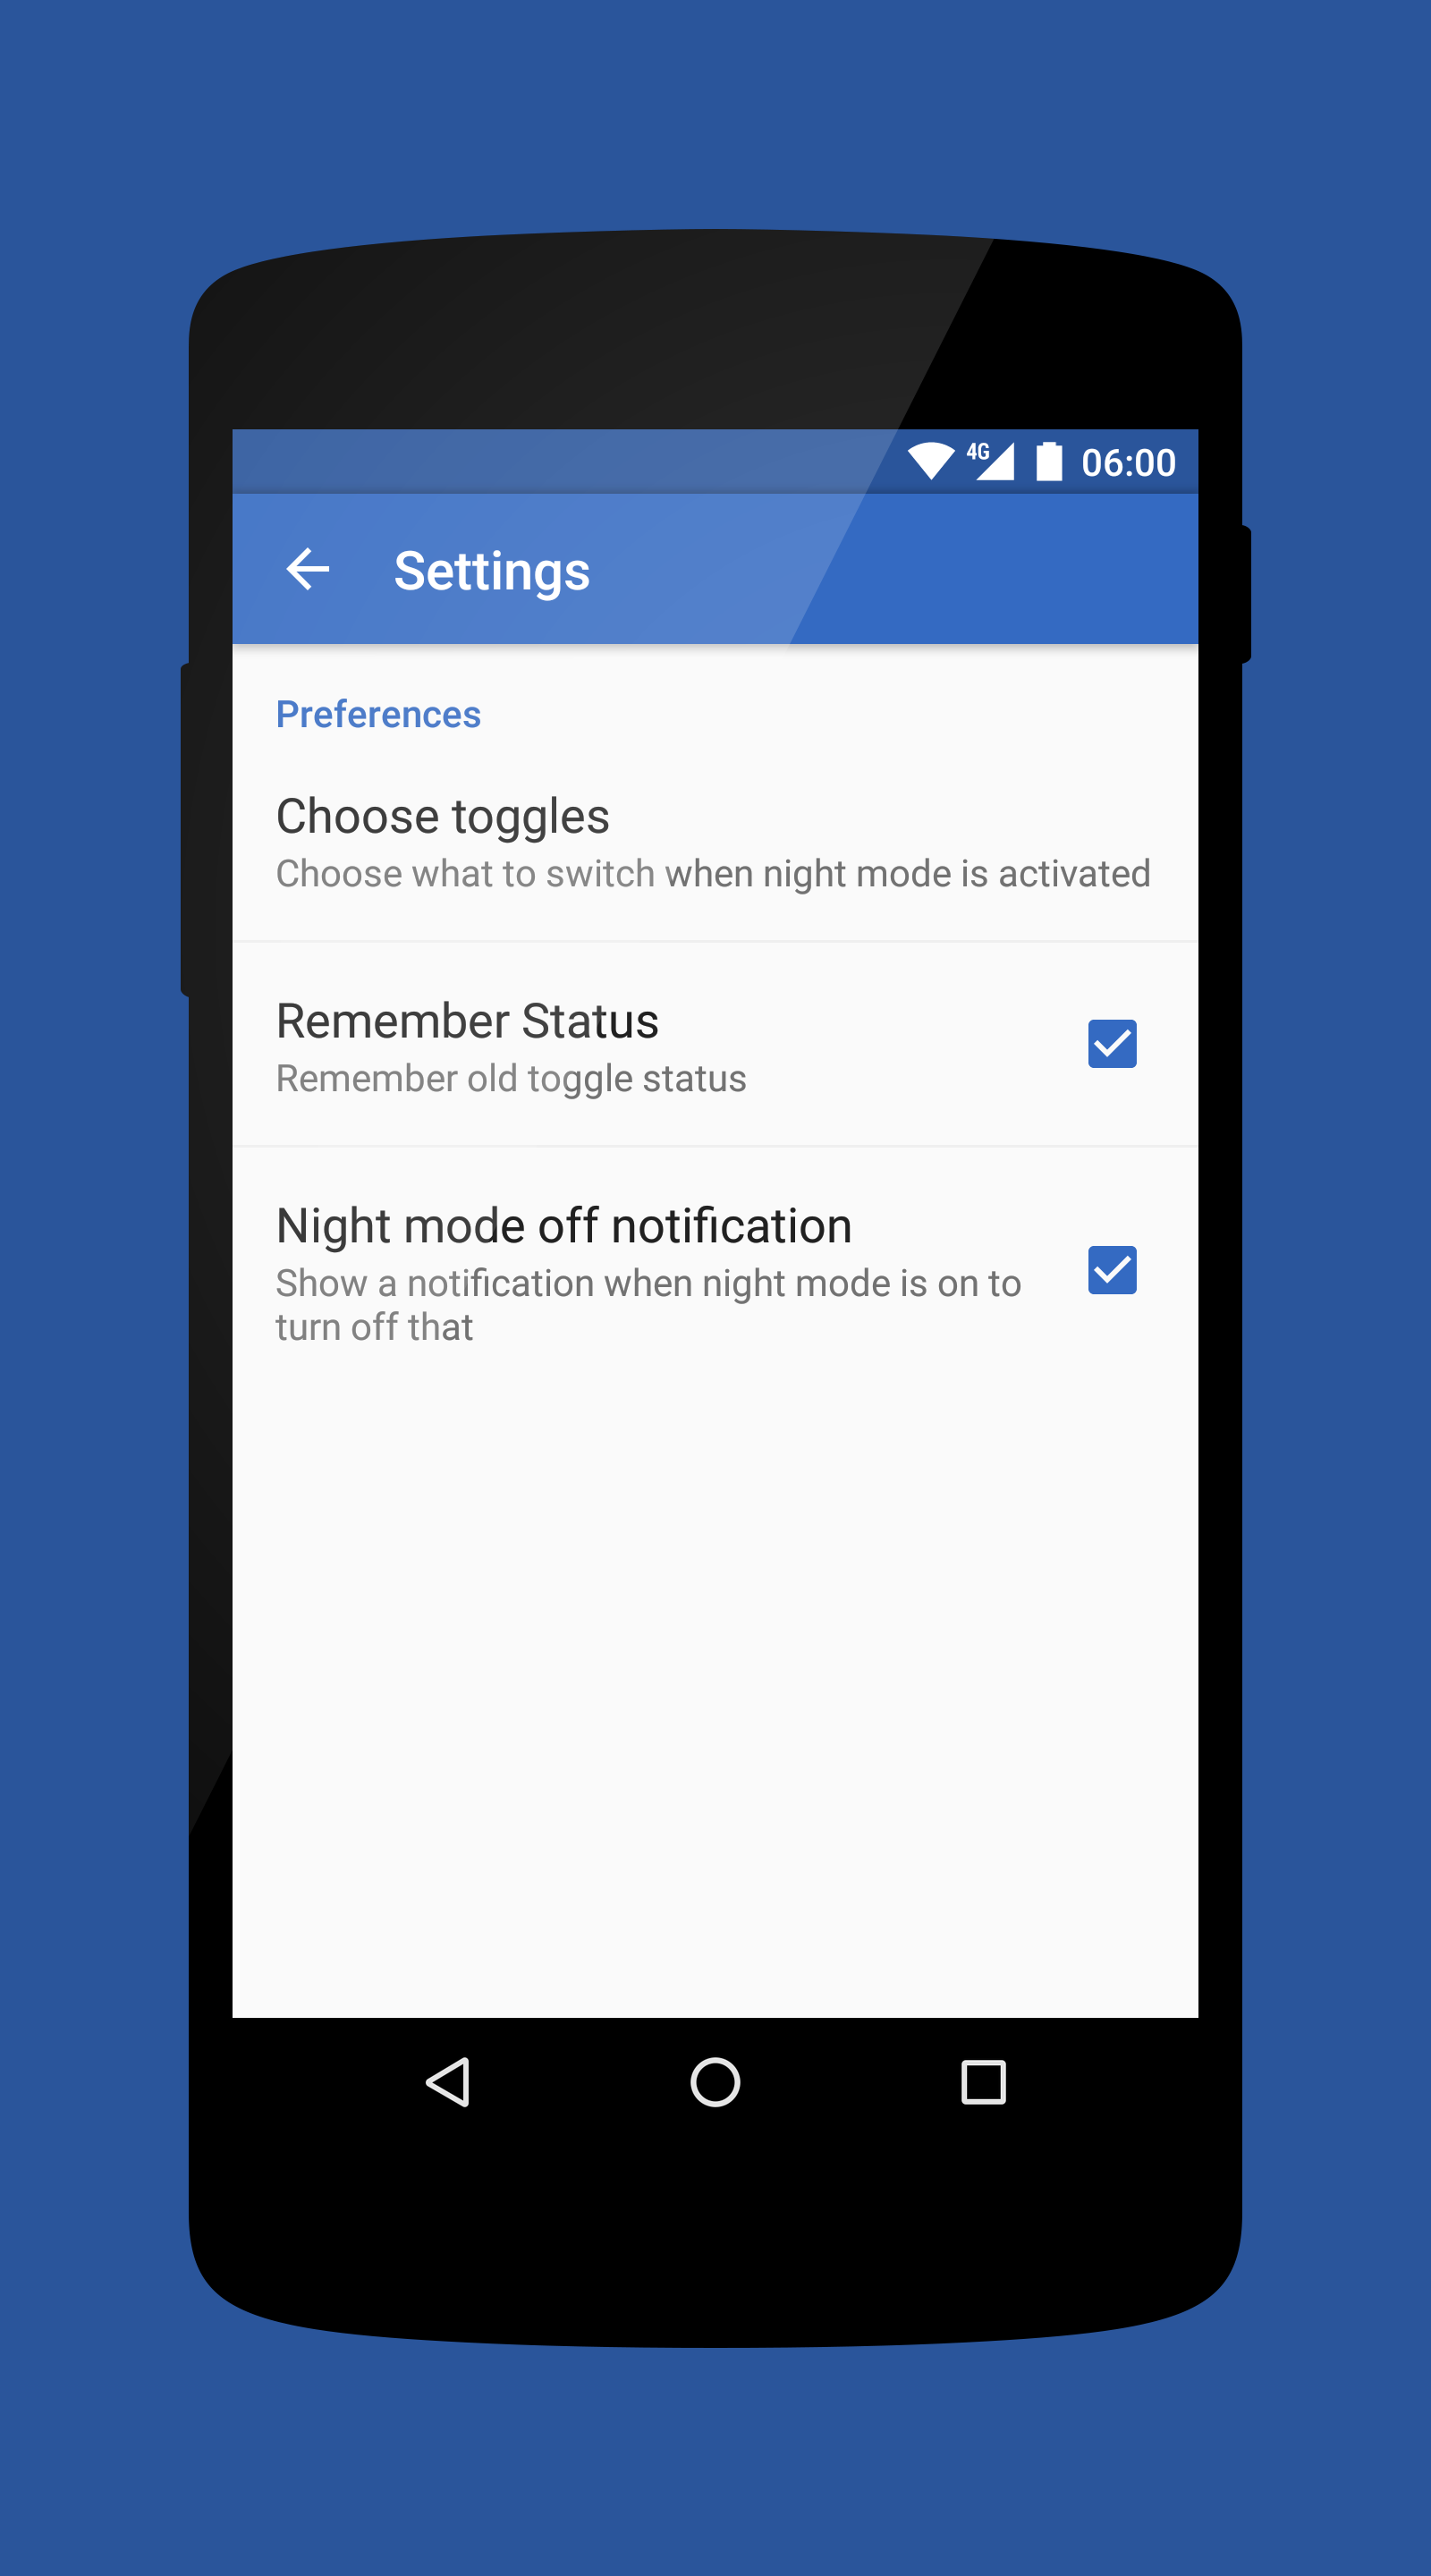 4G 06:00
Settings
Preferences
Choose toggles
Choose what to switch when night mode is activated
Remember Status
Remember old toggle status
Night mode off notification
Show a notification when night mode is on to
turn off that